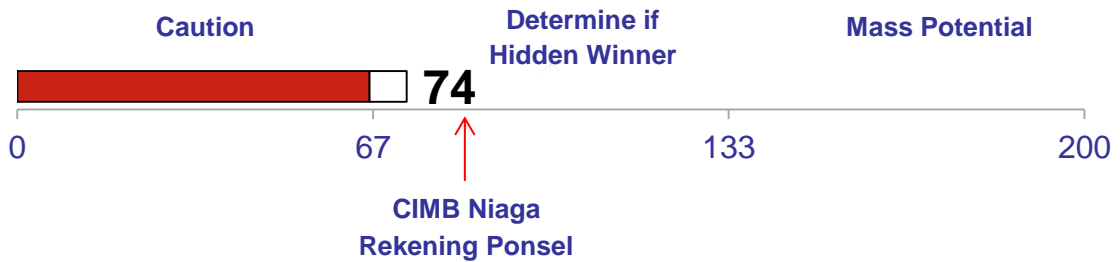 Caution
Determine if
Hidden Winner
Mass Potential
74
0
67
133
200
CIMB Niaga
Rekening Ponsel